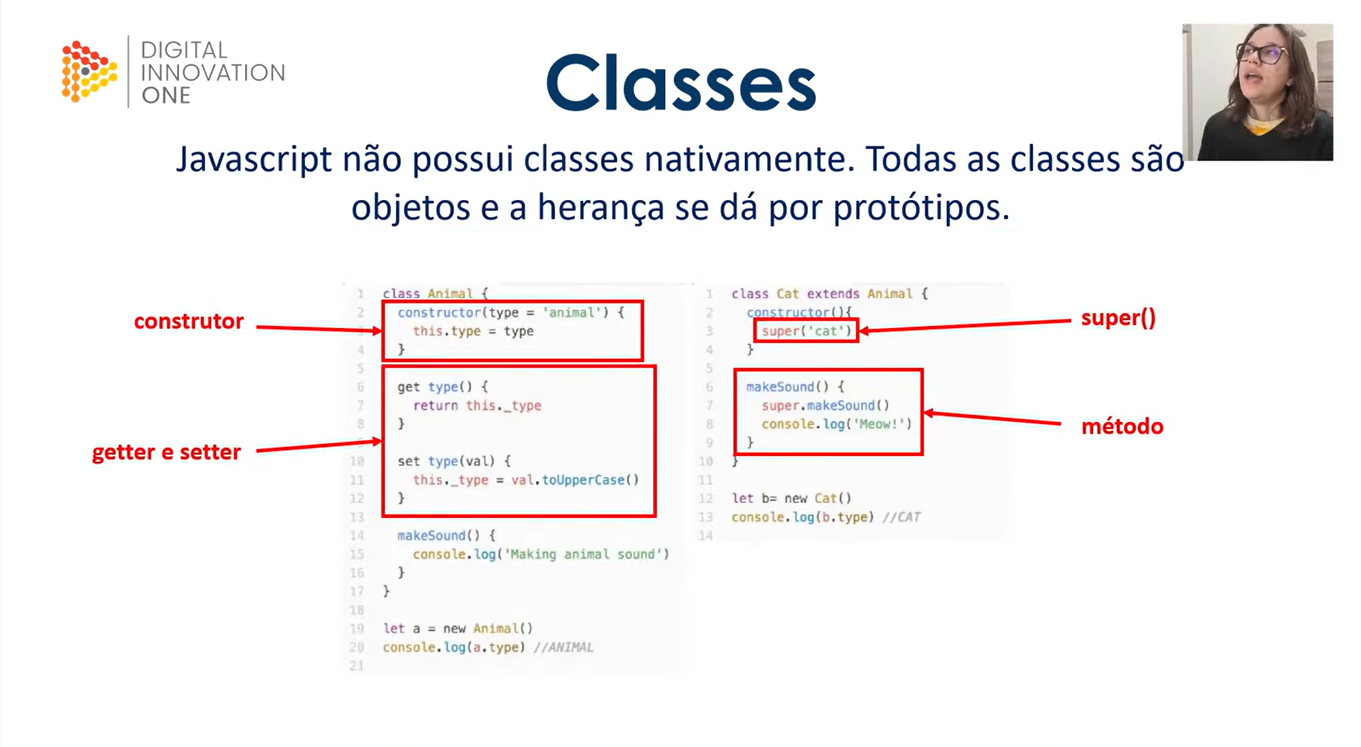 DIGITAL
INNOVATION
ONE
Classes
Javascript não possui classes nativamente. Todas as classes são
objetos e a herança se dá por protótipos.
construtor
getter e setter
1 class Animal {
2 constructor(type = 'animal') {
3 this.type = type
4 }
5
6 get type() {
7 return this._type
8 }
9
10 set type(val) {
11 this._type = val.toUpperCase()
12 }
13
14 makeSound() {
15 console.log('Making animal sound')
16 }
17 }
18
19 let a = new Animal()
20 console.log(a.type) //ANIMAL
21
1 class Cat extends Animal {
2 constructor(){
3 super('cat')
4 }
5
6 makeSound() {
7 super.makeSound()
8 console.log('Meow!')
9 }
10 }
11
12 let b= new Cat()
13 console.log(b.type) //CAT
14
super()
método